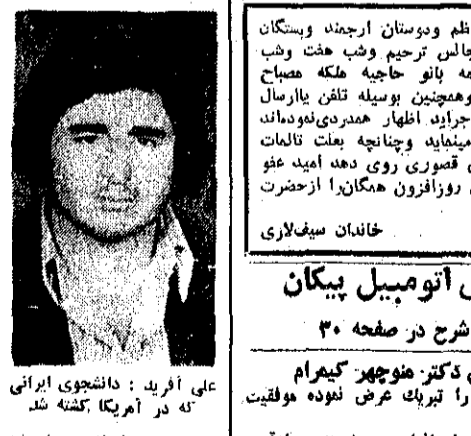 ظم ودوستان ارجمند وبستگان
جالس ترحیم وشب هفت وشب
مه بانو حاجیه ملکه مصباح
وهمچنین بوسیله تلفن یاارسال
جراید اظهار همدردی‌نموده‌اند
مینماید وچنانچه بعلت تالمات
قصوری روی دهد امید عفو
روزافزون همگان‌را ازحضرت
خاندان سیف‌لاری
اتومبیل پیکان
شرح در صفحه ۳۰
دکتر منوچهر کیمرام
را تبریك عرض نموده موفقیت
علی آفرید : دانشجوی ایرانی
که در آمریکا کشته شد